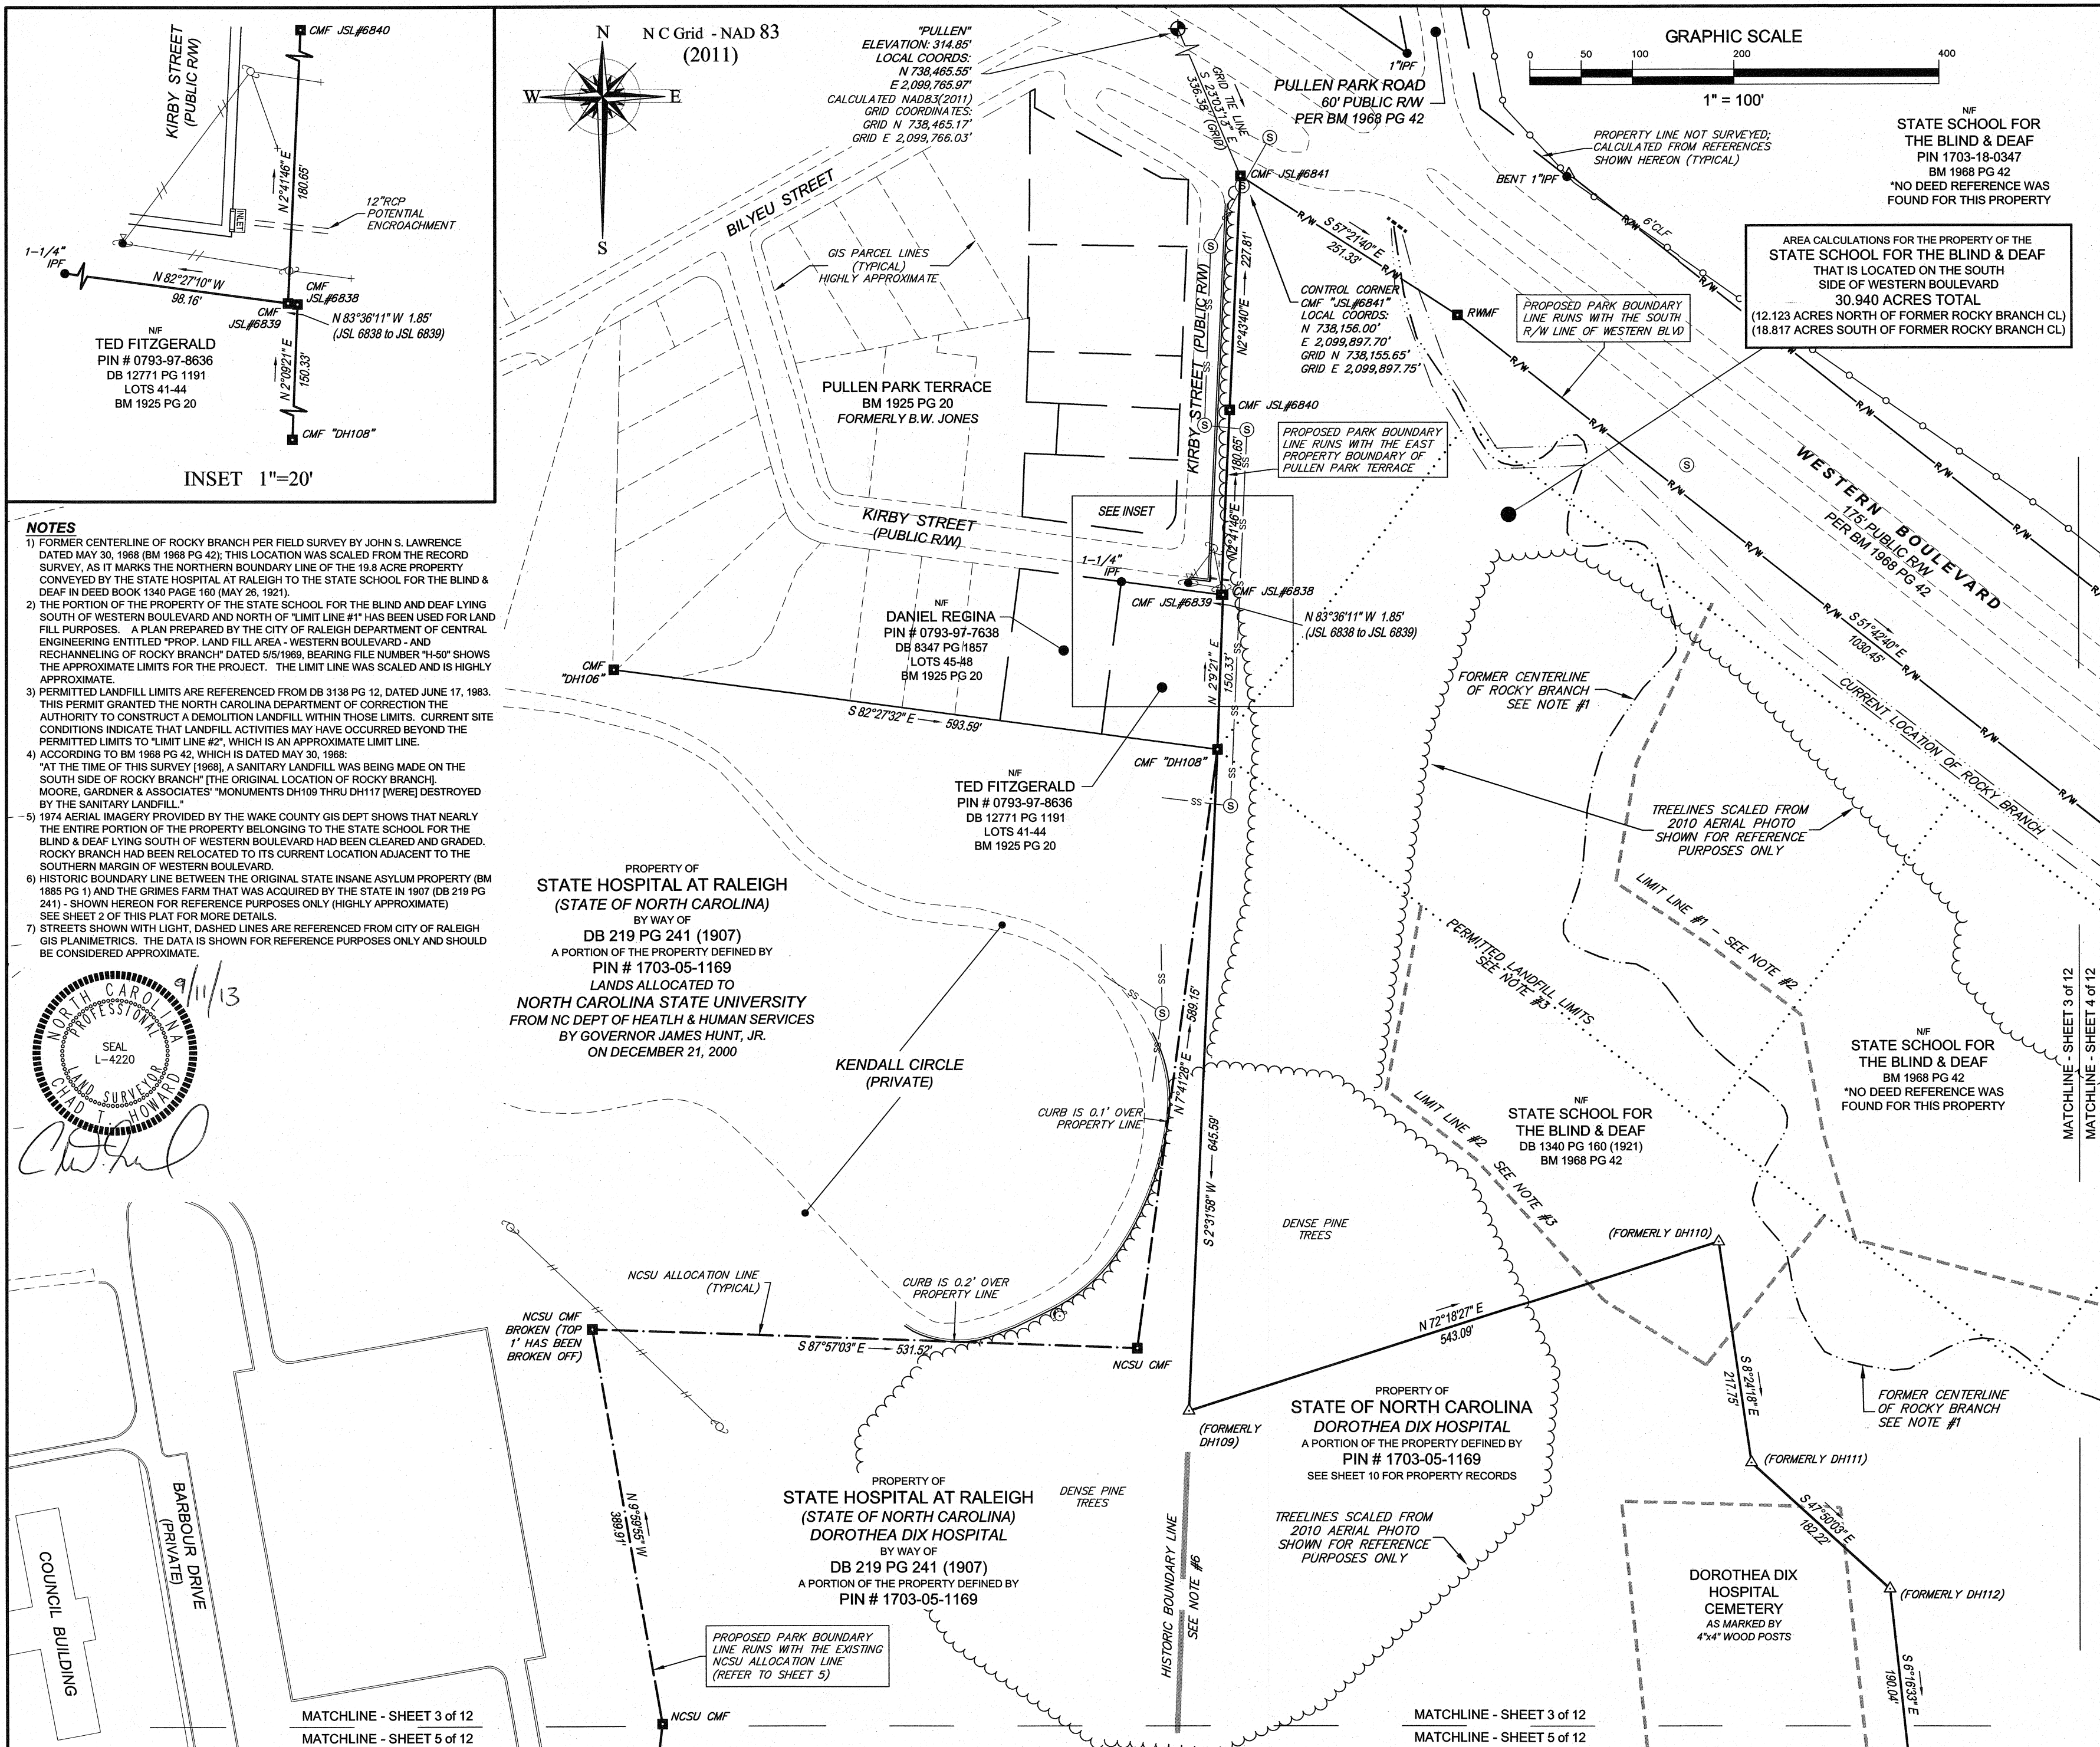 CMF JSL#6840
KIRBY STREET
(PUBLIC R/W)
N 2°41'46" E
180.65'
INLET
12"RCP
POTENTIAL
ENCROACHMENT
1-1/4"
IPF
N 82°27'10" W
98.16'
CMF
JSL#6838
CMF
JSL#6839
N 83°36'11" W 1.85'
(JSL 6838 to JSL 6839)
N/F
TED FITZGERALD
PIN # 0793-97-8636
DB 12771 PG 1191
LOTS 41-44
BM 1925 PG 20
N 2°09'21" E
150.33'
CMF "DH108"
INSET 1"=20'
N
W
E
S
N C Grid - NAD 83
(2011)
"PULLEN"
ELEVATION: 314.85'
LOCAL COORDS:
N 738,465.55'
E 2,099,765.97'
CALCULATED NAD83(2011)
GRID COORDINATES:
GRID N 738,465.17'
GRID E 2,099,766.03'
GRID TIE LINE
S 23°03'13" E
336.38' (GRID)
1"IPF
PULLEN PARK ROAD
60' PUBLIC R/W
PER BM 1968 PG 42
GRAPHIC SCALE
0 50 100 200 400
1" = 100'
N/F
STATE SCHOOL FOR
THE BLIND & DEAF
PIN 1703-18-0347
BM 1968 PG 42
*NO DEED REFERENCE WAS
FOUND FOR THIS PROPERTY
PROPERTY LINE NOT SURVEYED;
CALCULATED FROM REFERENCES
SHOWN HEREON (TYPICAL)
BENT 1"IPF
6'CLF
AREA CALCULATIONS FOR THE PROPERTY OF THE
STATE SCHOOL FOR THE BLIND & DEAF
THAT IS LOCATED ON THE SOUTH
SIDE OF WESTERN BOULEVARD
30.940 ACRES TOTAL
(12.123 ACRES NORTH OF FORMER ROCKY BRANCH CL)
(18.817 ACRES SOUTH OF FORMER ROCKY BRANCH CL)
CMF JSL#6841
S 57°21'40" E
251.33'
R/W
R/W
RWMF
BILYEU STREET
GIS PARCEL LINES
(TYPICAL)
HIGHLY APPROXIMATE
KIRBY STREET (PUBLIC R/W)
N2°43'40"E 227.81'
CONTROL CORNER
CMF "JSL#6841"
LOCAL COORDS:
N 738,156.00'
E 2,099,897.70'
GRID N 738,155.65'
GRID E 2,099,897.75'
PROPOSED PARK BOUNDARY
LINE RUNS WITH THE SOUTH
R/W LINE OF WESTERN BLVD
PULLEN PARK TERRACE
BM 1925 PG 20
FORMERLY B.W. JONES
CMF JSL#6840
PROPOSED PARK BOUNDARY
LINE RUNS WITH THE EAST
PROPERTY BOUNDARY OF
PULLEN PARK TERRACE
N2°41'46"E 180.65'
WESTERN BOULEVARD
175' PUBLIC R/W
PER BM 1968 PG 42
S 51°42'40" E
1030.45'
CURRENT LOCATION OF ROCKY BRANCH
KIRBY STREET
(PUBLIC R/W)
SEE INSET
1-1/4"
IPF
CMF JSL#6839
CMF JSL#6838
N 83°36'11" W 1.85'
(JSL 6838 to JSL 6839)
N 2°9'21" E
150.33'
N/F
DANIEL REGINA
PIN # 0793-97-7638
DB 8347 PG 1857
LOTS 45-48
BM 1925 PG 20
CMF
"DH106"
S 82°27'32" E 593.59'
CMF "DH108"
N/F
TED FITZGERALD
PIN # 0793-97-8636
DB 12771 PG 1191
LOTS 41-44
BM 1925 PG 20
FORMER CENTERLINE
OF ROCKY BRANCH
SEE NOTE #1
TREELINES SCALED FROM
2010 AERIAL PHOTO
SHOWN FOR REFERENCE
PURPOSES ONLY
LIMIT LINE #1 - SEE NOTE #2
PERMITTED LANDFILL LIMITS
SEE NOTE #3
NOTES
1) FORMER CENTERLINE OF ROCKY BRANCH PER FIELD SURVEY BY JOHN S. LAWRENCE
DATED MAY 30, 1968 (BM 1968 PG 42); THIS LOCATION WAS SCALED FROM THE RECORD
SURVEY, AS IT MARKS THE NORTHERN BOUNDARY LINE OF THE 19.8 ACRE PROPERTY
CONVEYED BY THE STATE HOSPITAL AT RALEIGH TO THE STATE SCHOOL FOR THE BLIND &
DEAF IN DEED BOOK 1340 PAGE 160 (MAY 26, 1921).
2) THE PORTION OF THE PROPERTY OF THE STATE SCHOOL FOR THE BLIND AND DEAF LYING
SOUTH OF WESTERN BOULEVARD AND NORTH OF "LIMIT LINE #1" HAS BEEN USED FOR LAND
FILL PURPOSES. A PLAN PREPARED BY THE CITY OF RALEIGH DEPARTMENT OF CENTRAL
ENGINEERING ENTITLED "PROP. LAND FILL AREA - WESTERN BOULEVARD - AND
RECHANNELING OF ROCKY BRANCH" DATED 5/5/1969, BEARING FILE NUMBER "H-50" SHOWS
THE APPROXIMATE LIMITS FOR THE PROJECT. THE LIMIT LINE WAS SCALED AND IS HIGHLY
APPROXIMATE.
3) PERMITTED LANDFILL LIMITS ARE REFERENCED FROM DB 3138 PG 12, DATED JUNE 17, 1983.
THIS PERMIT GRANTED THE NORTH CAROLINA DEPARTMENT OF CORRECTION THE
AUTHORITY TO CONSTRUCT A DEMOLITION LANDFILL WITHIN THOSE LIMITS. CURRENT SITE
CONDITIONS INDICATE THAT LANDFILL ACTIVITIES MAY HAVE OCCURRED BEYOND THE
PERMITTED LIMITS TO "LIMIT LINE #2", WHICH IS AN APPROXIMATE LIMIT LINE.
4) ACCORDING TO BM 1968 PG 42, WHICH IS DATED MAY 30, 1968:
"AT THE TIME OF THIS SURVEY [1968], A SANITARY LANDFILL WAS BEING MADE ON THE
SOUTH SIDE OF ROCKY BRANCH" [THE ORIGINAL LOCATION OF ROCKY BRANCH].
MOORE, GARDNER & ASSOCIATES' "MONUMENTS DH109 THRU DH117 [WERE] DESTROYED
BY THE SANITARY LANDFILL."
5) 1974 AERIAL IMAGERY PROVIDED BY THE WAKE COUNTY GIS DEPT SHOWS THAT NEARLY
THE ENTIRE PORTION OF THE PROPERTY BELONGING TO THE STATE SCHOOL FOR THE
BLIND & DEAF LYING SOUTH OF WESTERN BOULEVARD HAD BEEN CLEARED AND GRADED.
ROCKY BRANCH HAD BEEN RELOCATED TO ITS CURRENT LOCATION ADJACENT TO THE
SOUTHERN MARGIN OF WESTERN BOULEVARD.
6) HISTORIC BOUNDARY LINE BETWEEN THE ORIGINAL STATE INSANE ASYLUM PROPERTY (BM
1885 PG 1) AND THE GRIMES FARM THAT WAS ACQUIRED BY THE STATE IN 1907 (DB 219 PG
241) - SHOWN HEREON FOR REFERENCE PURPOSES ONLY (HIGHLY APPROXIMATE)
SEE SHEET 2 OF THIS PLAT FOR MORE DETAILS.
7) STREETS SHOWN WITH LIGHT, DASHED LINES ARE REFERENCED FROM CITY OF RALEIGH
GIS PLANIMETRICS. THE DATA IS SHOWN FOR REFERENCE PURPOSES ONLY AND SHOULD
BE CONSIDERED APPROXIMATE.
9/11/13
NORTH CAROLINA
PROFESSIONAL
SEAL
L-4220
LAND SURVEYOR
CHAD T. HOWARD
PROPERTY OF
STATE HOSPITAL AT RALEIGH
(STATE OF NORTH CAROLINA)
BY WAY OF
DB 219 PG 241 (1907)
A PORTION OF THE PROPERTY DEFINED BY
PIN # 1703-05-1169
LANDS ALLOCATED TO
NORTH CAROLINA STATE UNIVERSITY
FROM NC DEPT OF HEATLH & HUMAN SERVICES
BY GOVERNOR JAMES HUNT, JR.
ON DECEMBER 21, 2000
KENDALL CIRCLE
(PRIVATE)
CURB IS 0.1' OVER
PROPERTY LINE
N 7°41'28" E 589.15'
S 2°31'58" W 645.59'
LIMIT LINE #2
SEE NOTE #3
N/F
STATE SCHOOL FOR
THE BLIND & DEAF
DB 1340 PG 160 (1921)
BM 1968 PG 42
N/F
STATE SCHOOL FOR
THE BLIND & DEAF
BM 1968 PG 42
*NO DEED REFERENCE WAS
FOUND FOR THIS PROPERTY
MATCHLINE - SHEET 3 of 12
MATCHLINE - SHEET 4 of 12
DENSE PINE
TREES
(FORMERLY DH110)
NCSU ALLOCATION LINE
(TYPICAL)
CURB IS 0.2' OVER
PROPERTY LINE
NCSU CMF
BROKEN (TOP
1' HAS BEEN
BROKEN OFF)
S 87°57'03" E 531.52'
NCSU CMF
N 72°18'27" E
543.09'
S 8°24'18" E
217.75'
FORMER CENTERLINE
OF ROCKY BRANCH
SEE NOTE #1
(FORMERLY
DH109)
PROPERTY OF
STATE OF NORTH CAROLINA
DOROTHEA DIX HOSPITAL
A PORTION OF THE PROPERTY DEFINED BY
PIN # 1703-05-1169
SEE SHEET 10 FOR PROPERTY RECORDS
(FORMERLY DH111)
S 47°50'03" E
182.22'
PROPERTY OF
STATE HOSPITAL AT RALEIGH
(STATE OF NORTH CAROLINA)
DOROTHEA DIX HOSPITAL
BY WAY OF
DB 219 PG 241 (1907)
A PORTION OF THE PROPERTY DEFINED BY
PIN # 1703-05-1169
DENSE PINE
TREES
TREELINES SCALED FROM
2010 AERIAL PHOTO
SHOWN FOR REFERENCE
PURPOSES ONLY
HISTORIC BOUNDARY LINE
SEE NOTE #6
N 9°59'55" W
389.91'
BARBOUR DRIVE
(PRIVATE)
COUNCIL BUILDING
PROPOSED PARK BOUNDARY
LINE RUNS WITH THE EXISTING
NCSU ALLOCATION LINE
(REFER TO SHEET 5)
NCSU CMF
DOROTHEA DIX
HOSPITAL
CEMETERY
AS MARKED BY
4"x4" WOOD POSTS
(FORMERLY DH112)
S 6°16'33" E
190.04'
MATCHLINE - SHEET 3 of 12
MATCHLINE - SHEET 5 of 12
MATCHLINE - SHEET 3 of 12
MATCHLINE - SHEET 5 of 12